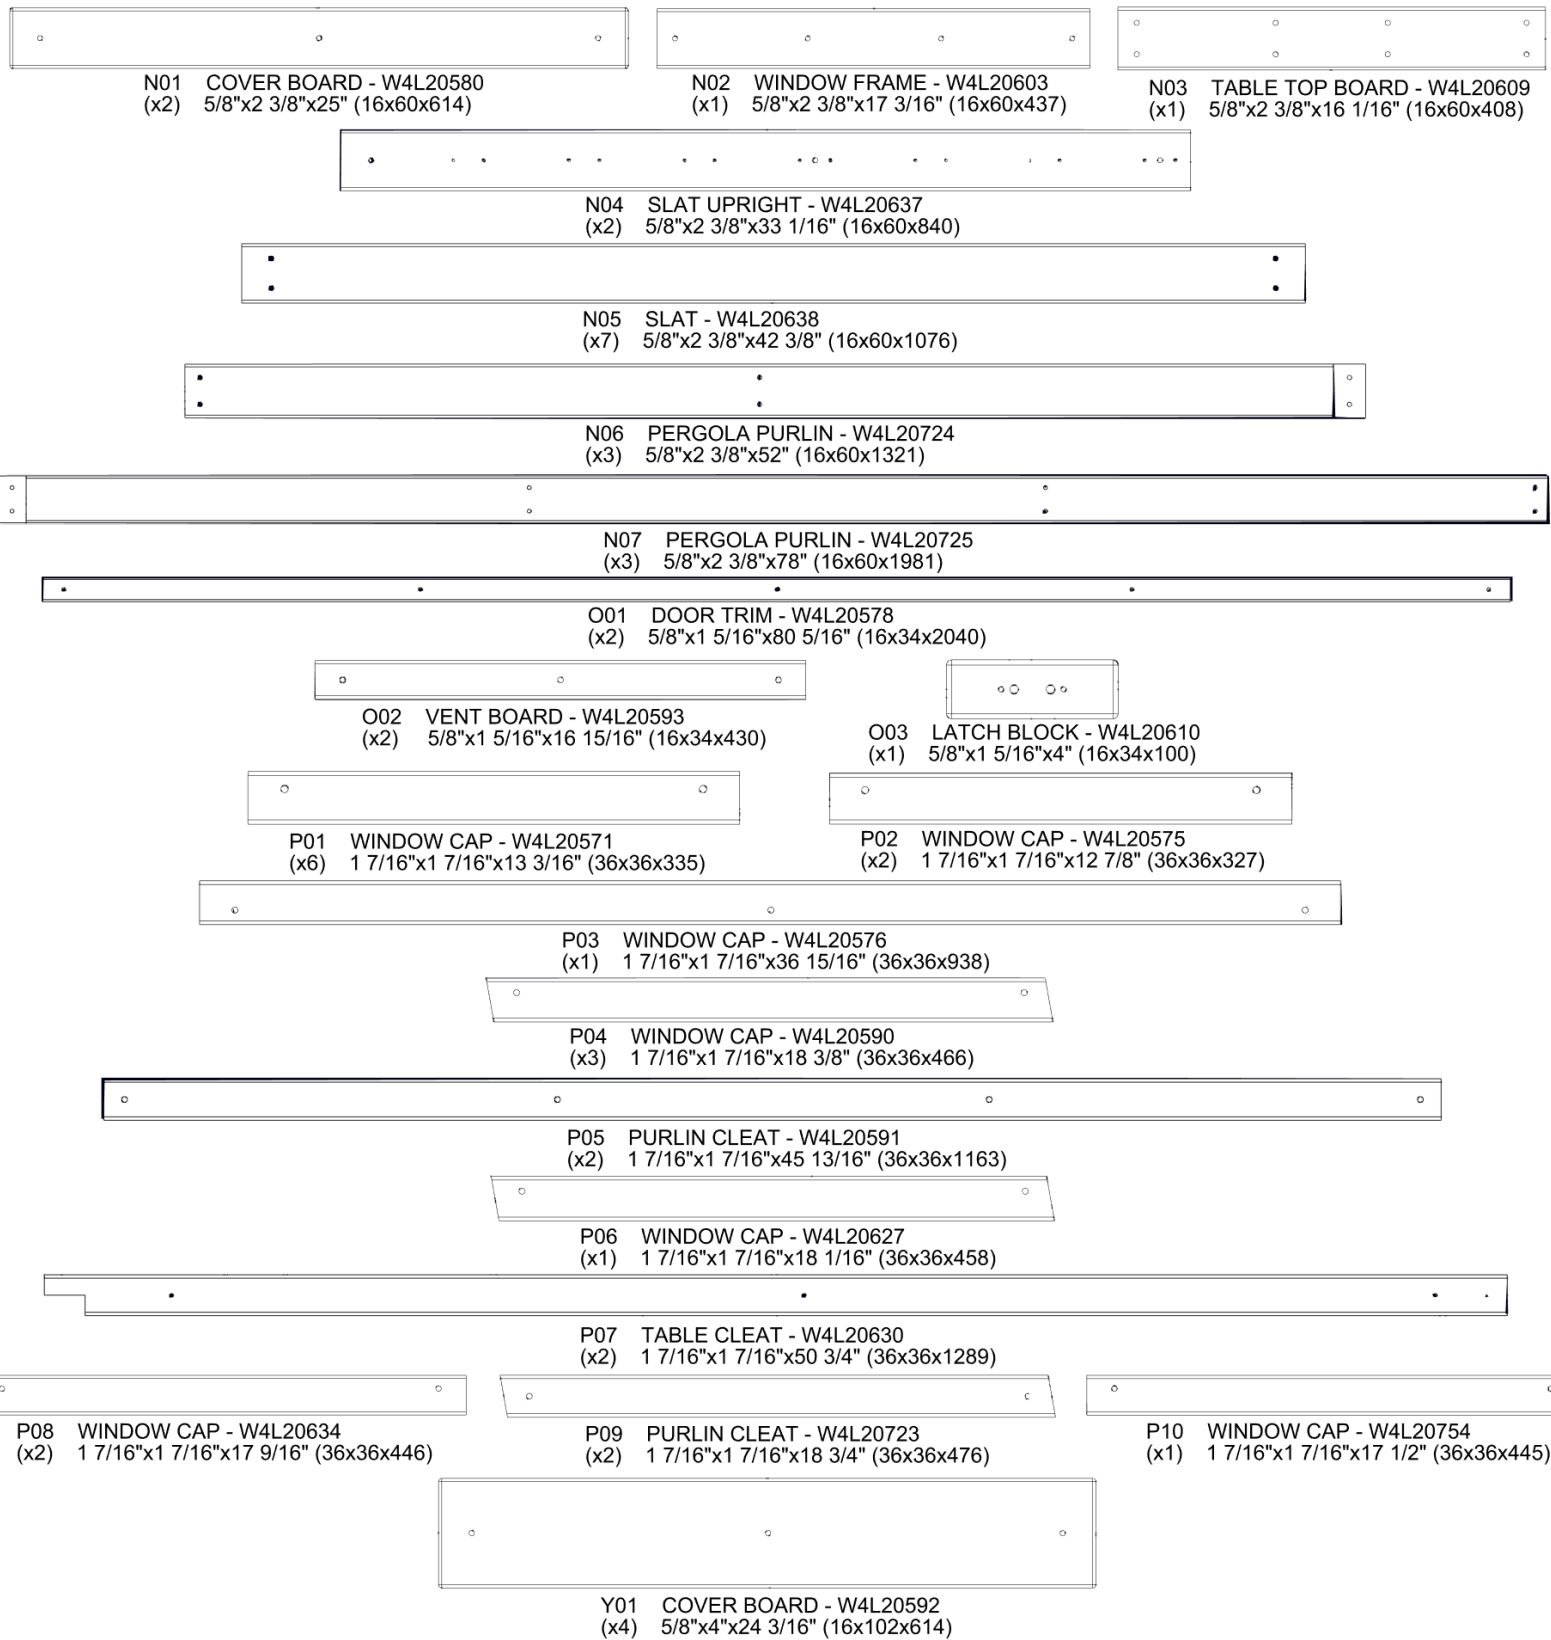 N01 COVER BOARD - W4L20580
(x2) 5/8"x2 3/8"x25" (16x60x614)
N02 WINDOW FRAME - W4L20603
(x1) 5/8"x2 3/8"x17 3/16" (16x60x437)
N03 TABLE TOP BOARD - W4L20609
(x1) 5/8"x2 3/8"x16 1/16" (16x60x408)
N04 SLAT UPRIGHT - W4L20637
(x2) 5/8"x2 3/8"x33 1/16" (16x60x840)
N05 SLAT - W4L20638
(x7) 5/8"x2 3/8"x42 3/8" (16x60x1076)
N06 PERGOLA PURLIN - W4L20724
(x3) 5/8"x2 3/8"x52" (16x60x1321)
N07 PERGOLA PURLIN - W4L20725
(x3) 5/8"x2 3/8"x78" (16x60x1981)
O01 DOOR TRIM - W4L20578
(x2) 5/8"x1 5/16"x80 5/16" (16x34x2040)
O02 VENT BOARD - W4L20593
(x2) 5/8"x1 5/16"x16 15/16" (16x34x430)
O03 LATCH BLOCK - W4L20610
(x1) 5/8"x1 5/16"x4" (16x34x100)
P01 WINDOW CAP - W4L20571
(x6) 1 7/16"x1 7/16"x13 3/16" (36x36x335)
P02 WINDOW CAP - W4L20575
(x2) 1 7/16"x1 7/16"x12 7/8" (36x36x327)
P03 WINDOW CAP - W4L20576
(x1) 1 7/16"x1 7/16"x36 15/16" (36x36x938)
P04 WINDOW CAP - W4L20590
(x3) 1 7/16"x1 7/16"x18 3/8" (36x36x466)
P05 PURLIN CLEAT - W4L20591
(x2) 1 7/16"x1 7/16"x45 13/16" (36x36x1163)
P06 WINDOW CAP - W4L20627
(x1) 1 7/16"x1 7/16"x18 1/16" (36x36x458)
P07 TABLE CLEAT - W4L20630
(x2) 1 7/16"x1 7/16"x50 3/4" (36x36x1289)
P08 WINDOW CAP - W4L20634
(x2) 1 7/16"x1 7/16"x17 9/16" (36x36x446)
P09 PURLIN CLEAT - W4L20723
(x2) 1 7/16"x1 7/16"x18 3/4" (36x36x476)
P10 WINDOW CAP - W4L20754
(x1) 1 7/16"x1 7/16"x17 1/2" (36x36x445)
Y01 COVER BOARD - W4L20592
(x4) 5/8"x4"x24 3/16" (16x102x614)